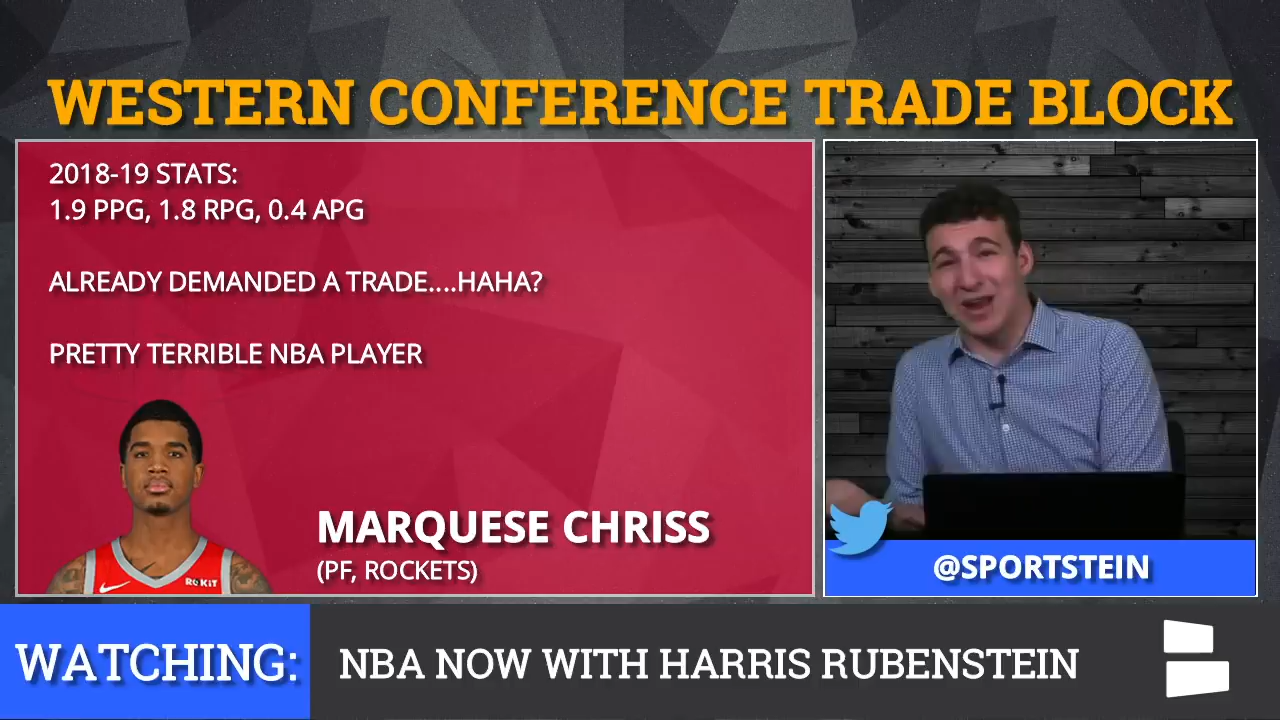 WESTERN CONFERENCE TRADE BLOCK
2018-19 STATS:
1.9 PPG, 1.8 RPG, 0.4 APG
ALREADY DEMANDED A TRADE....HAHA?
PRETTY TERRIBLE NBA PLAYER
ROKiT
MARQUESE CHRISS
(PF, ROCKETS)
@SPORTSTEIN
WATCHING:
NBA NOW WITH HARRIS RUBENSTEIN